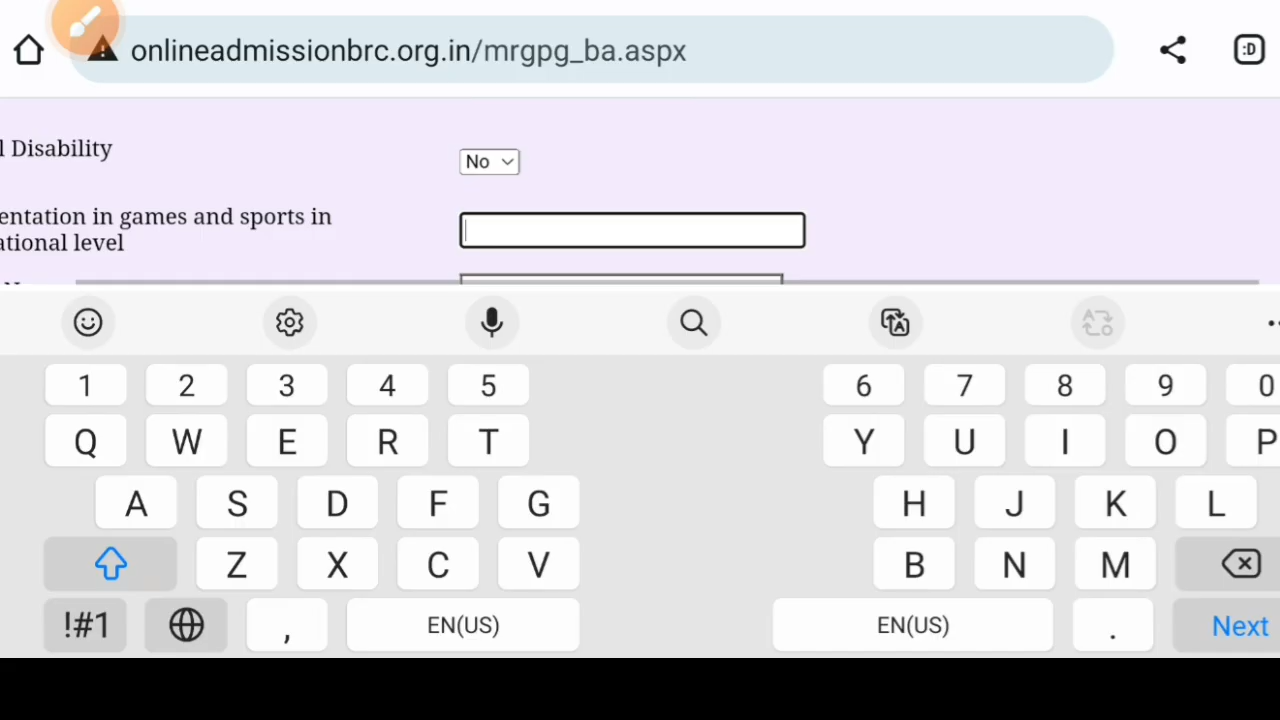 onlineadmissionbrc.org.in/mrgpg_ba.aspx
:D
l Disability
No
entation in games and sports in
ational level
1 2 3 4 5 6 7 8 9 0
Q W E R T Y U I O P
A S D F G H J K L
Z X C V B N M
!#1 , EN(US) EN(US) . Next